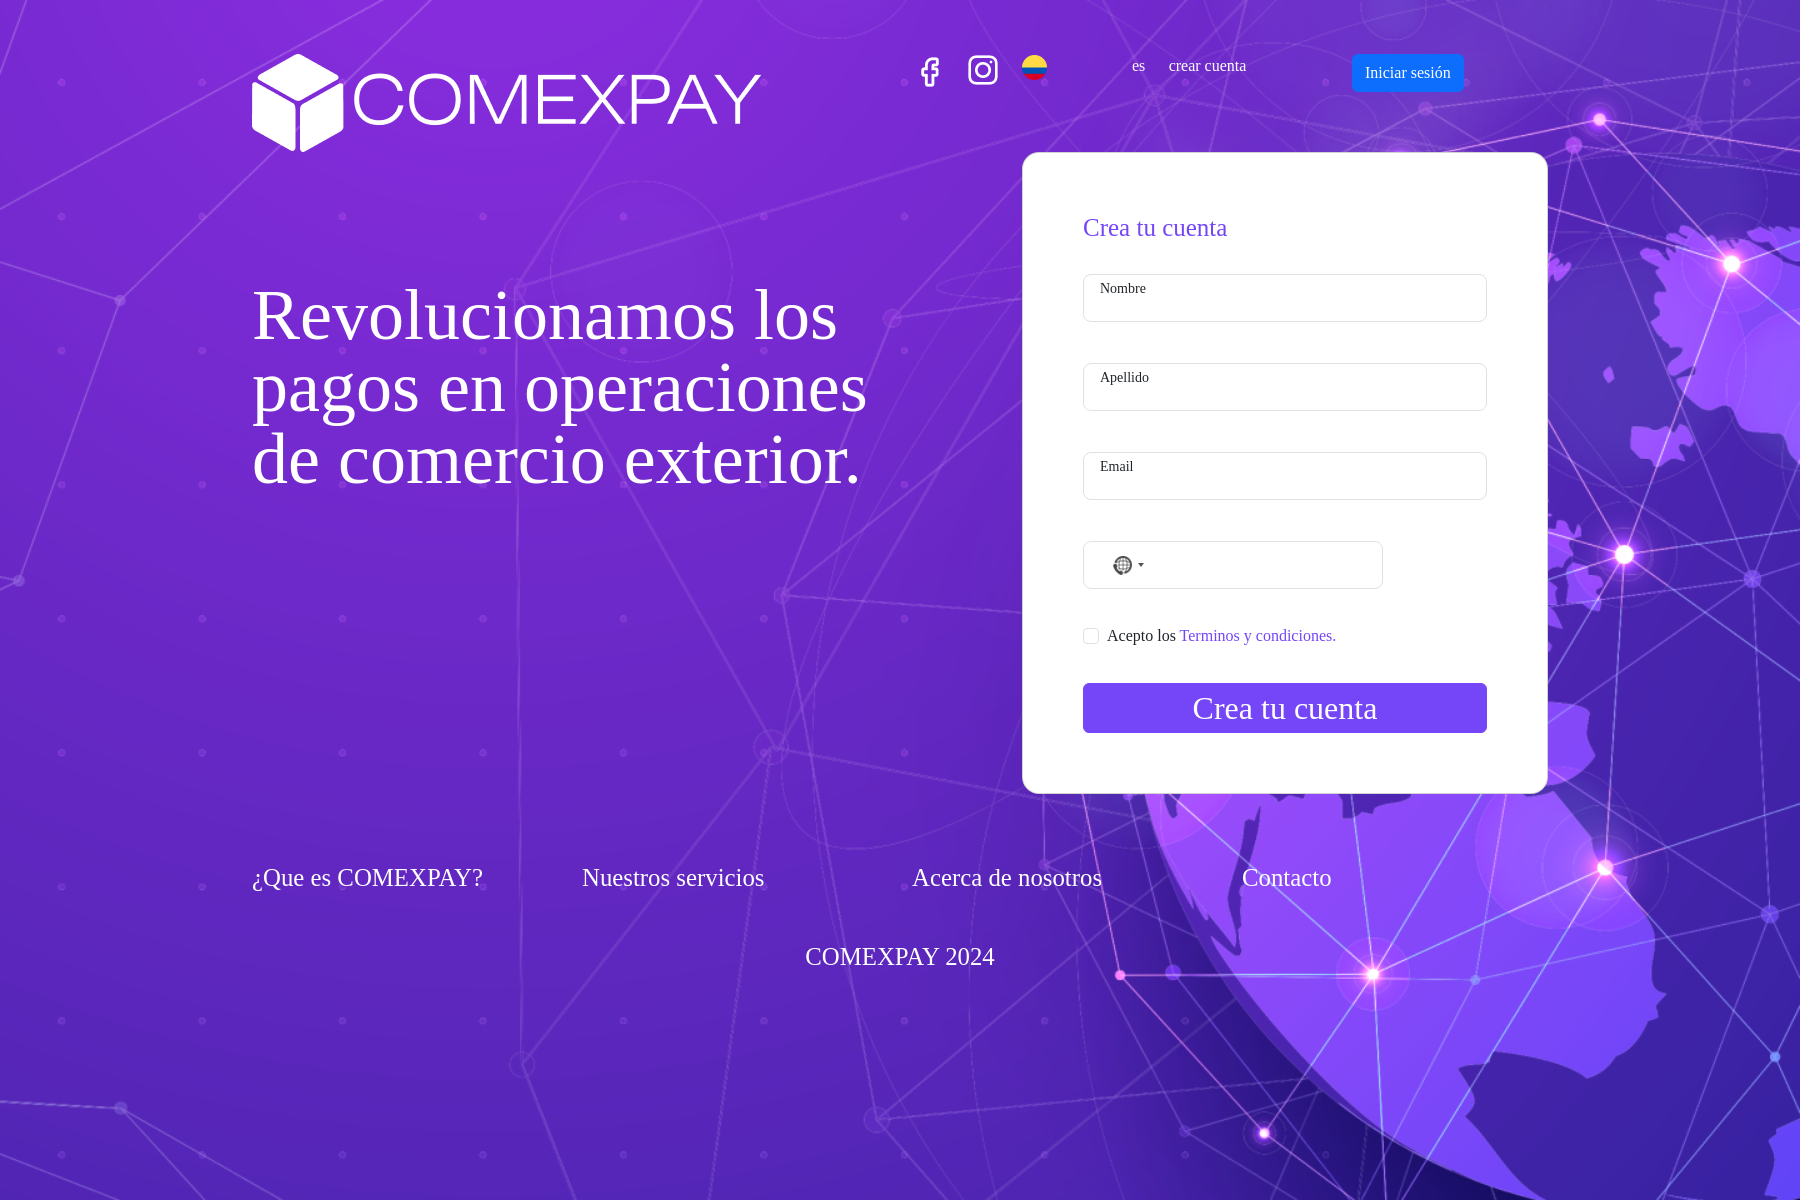 COMEXPAY
es
crear cuenta
Iniciar sesión
Revolucionamos los
pagos en operaciones
de comercio exterior.
Crea tu cuenta
Nombre
Apellido
Email
Acepto los Terminos y condiciones.
Crea tu cuenta
¿Que es COMEXPAY?
Nuestros servicios
Acerca de nosotros
Contacto
COMEXPAY 2024